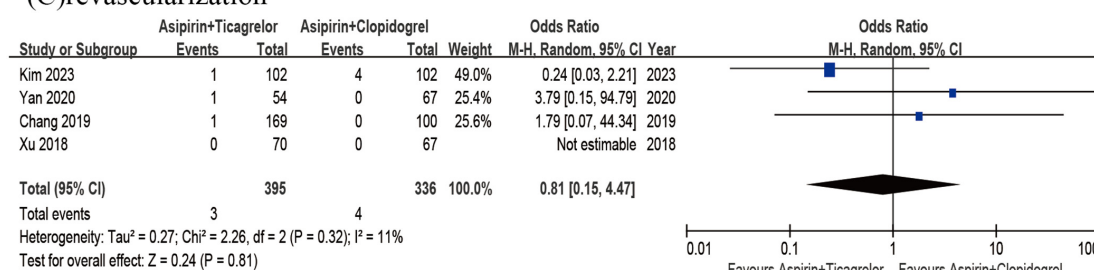 (C)revascularization
Asipirin+Ticagrelor Asipirin+Clopidogrel Odds Ratio Odds Ratio
Study or Subgroup Events Total Events Total Weight M-H, Random, 95% CI Year M-H, Random, 95% CI
Kim 2023 1 102 4 102 49.0% 0.24 [0.03, 2.21] 2023
Yan 2020 1 54 0 67 25.4% 3.79 [0.15, 94.79] 2020
Chang 2019 1 169 0 100 25.6% 1.79 [0.07, 44.34] 2019
Xu 2018 0 70 0 67 Not estimable 2018
Total (95% CI) 395 336 100.0% 0.81 [0.15, 4.47]
Total events 3 4
Heterogeneity: Tau² = 0.27; Chi² = 2.26, df = 2 (P = 0.32); I² = 11%
Test for overall effect: Z = 0.24 (P = 0.81)
0.01 0.1 1 10 100
Favours Aspirin+Ticagrelor Favours Aspirin+Clopidogrel